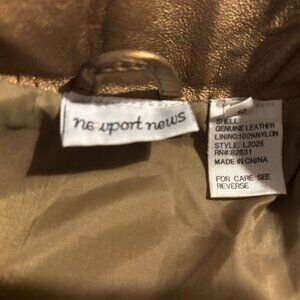 newport news
SHELL:
GENUINE LEATHER
LINING:100%NYLON
STYLE: L2025
RN#:82631
MADE IN CHINA
FOR CARE SEE
REVERSE